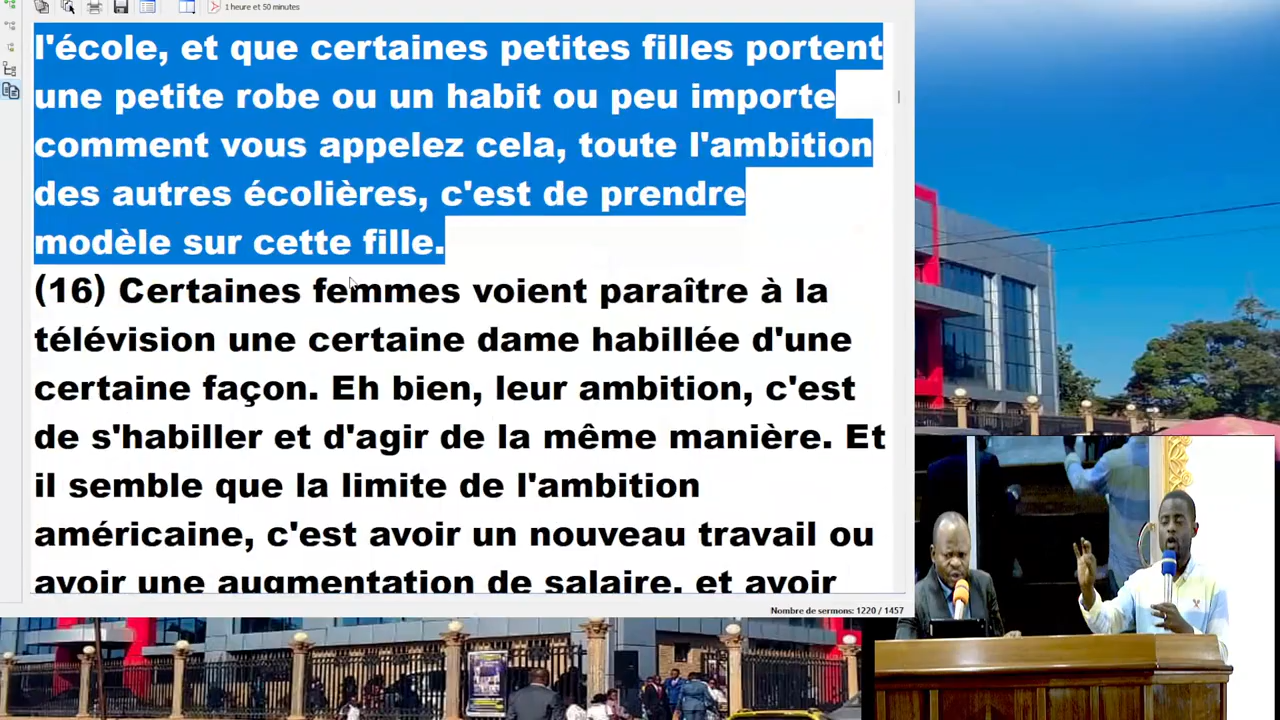 1 heure et 50 minutes
l'école, et que certaines petites filles portent
une petite robe ou un habit ou peu importe
comment vous appelez cela, toute l'ambition
des autres écolières, c'est de prendre
modèle sur cette fille.
(16) Certaines femmes voient paraître à la
télévision une certaine dame habillée d'une
certaine façon. Eh bien, leur ambition, c'est
de s'habiller et d'agir de la même manière. Et
il semble que la limite de l'ambition
américaine, c'est avoir un nouveau travail ou
avoir une augmentation de salaire, et avoir
Nombre de sermons: 1220 / 1457